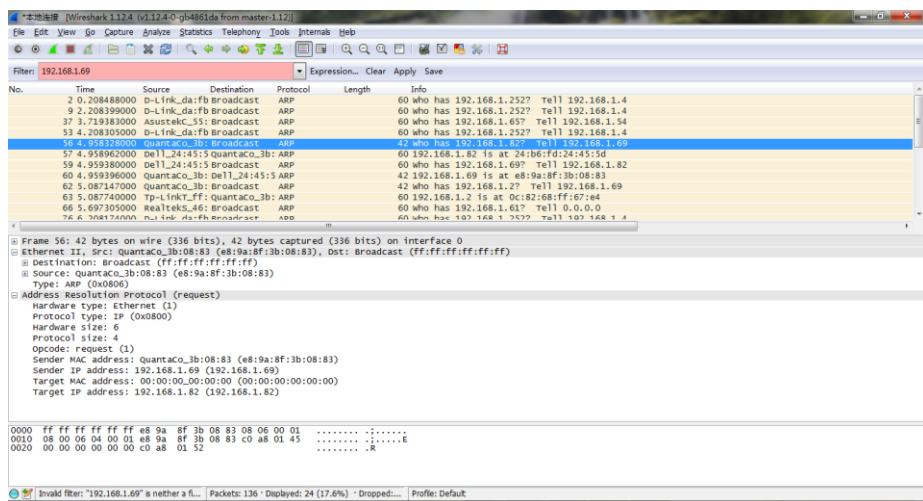 *本地连接 [Wireshark 1.12.4 (v1.12.4-0-gb4861da from master-1.12)]
File Edit View Go Capture Analyze Statistics Telephony Tools Internals Help
Filter: 192.168.1.69 Expression... Clear Apply Save
No. Time Source Destination Protocol Length Info
2 0.208488000 D-Link_da:fb Broadcast ARP 60 who has 192.168.1.252? Tell 192.168.1.4
9 2.208399000 D-Link_da:fb Broadcast ARP 60 who has 192.168.1.252? Tell 192.168.1.4
37 3.719383000 AsustekC_55: Broadcast ARP 60 who has 192.168.1.65? Tell 192.168.1.54
53 4.208305000 D-Link_da:fb Broadcast ARP 60 who has 192.168.1.252? Tell 192.168.1.4
56 4.958328000 QuantaCo_3b: Broadcast ARP 42 who has 192.168.1.82? Tell 192.168.1.69
57 4.958962000 Dell_24:45:5 QuantaCo_3b: ARP 60 192.168.1.82 is at 24:b6:fd:24:45:5d
59 4.959380000 Dell_24:45:5 Broadcast ARP 60 who has 192.168.1.69? Tell 192.168.1.82
60 4.959396000 QuantaCo_3b: Dell_24:45:5 ARP 42 192.168.1.69 is at e8:9a:8f:3b:08:83
62 5.087147000 QuantaCo_3b: Broadcast ARP 42 who has 192.168.1.2? Tell 192.168.1.69
63 5.087740000 Tp-LinkT_ff: QuantaCo_3b: ARP 60 192.168.1.2 is at 0c:82:68:ff:67:e4
66 5.697305000 RealtekS_46: Broadcast ARP 60 who has 192.168.1.61? Tell 0.0.0.0
76 6.208174000 D-Link_da:fb Broadcast ARP 60 who has 192.168.1.252? Tell 192.168.1.4
Frame 56: 42 bytes on wire (336 bits), 42 bytes captured (336 bits) on interface 0
Ethernet II, Src: QuantaCo_3b:08:83 (e8:9a:8f:3b:08:83), Dst: Broadcast (ff:ff:ff:ff:ff:ff)
Destination: Broadcast (ff:ff:ff:ff:ff:ff)
Source: QuantaCo_3b:08:83 (e8:9a:8f:3b:08:83)
Type: ARP (0x0806)
Address Resolution Protocol (request)
Hardware type: Ethernet (1)
Protocol type: IP (0x0800)
Hardware size: 6
Protocol size: 4
Opcode: request (1)
Sender MAC address: QuantaCo_3b:08:83 (e8:9a:8f:3b:08:83)
Sender IP address: 192.168.1.69 (192.168.1.69)
Target MAC address: 00:00:00_00:00:00 (00:00:00:00:00:00)
Target IP address: 192.168.1.82 (192.168.1.82)
0000 ff ff ff ff ff ff e8 9a 8f 3b 08 83 08 06 00 01 ........ .;......
0010 08 00 06 04 00 01 e8 9a 8f 3b 08 83 c0 a8 01 45 ........ .;.....E
0020 00 00 00 00 00 00 c0 a8 01 52 ........ .R
Invalid filter: "192.168.1.69" is neither a fi... Packets: 136 · Displayed: 24 (17.6%) · Dropped:... Profile: Default